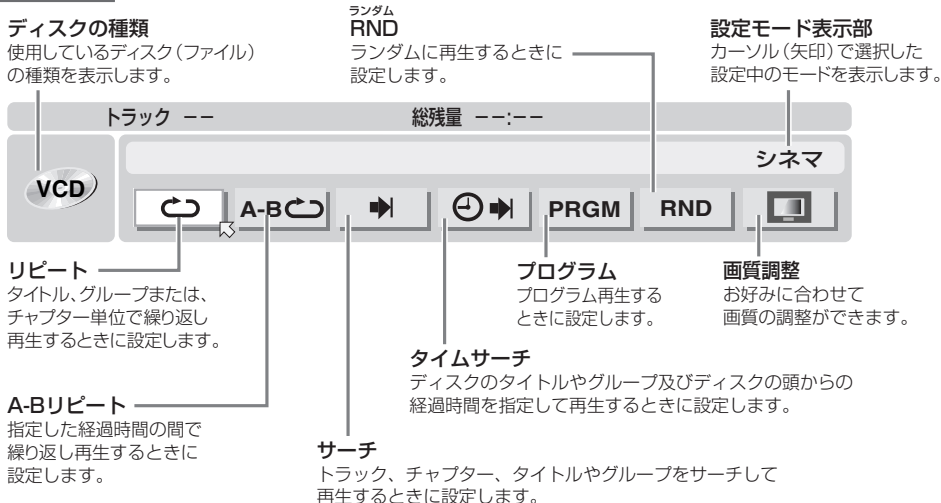 ディスクの種類
使用しているディスク(ファイル)
の種類を表示します。
ランダム
RND
ランダムに再生するときに
設定します。
設定モード表示部
カーソル(矢印)で選択した
設定中のモードを表示します。
トラック −− 総残量 −−:−−
シネマ
VCD
A-B PRGM RND
リピート
タイトル、グループまたは、
チャプター単位で繰り返し
再生するときに設定します。
プログラム
プログラム再生する
ときに設定します。
画質調整
お好みに合わせて
画質の調整ができます。
タイムサーチ
ディスクのタイトルやグループ及びディスクの頭からの
経過時間を指定して再生するときに設定します。
A-Bリピート
指定した経過時間の間で
繰り返し再生するときに
設定します。
サーチ
トラック、チャプター、タイトルやグループをサーチして
再生するときに設定します。